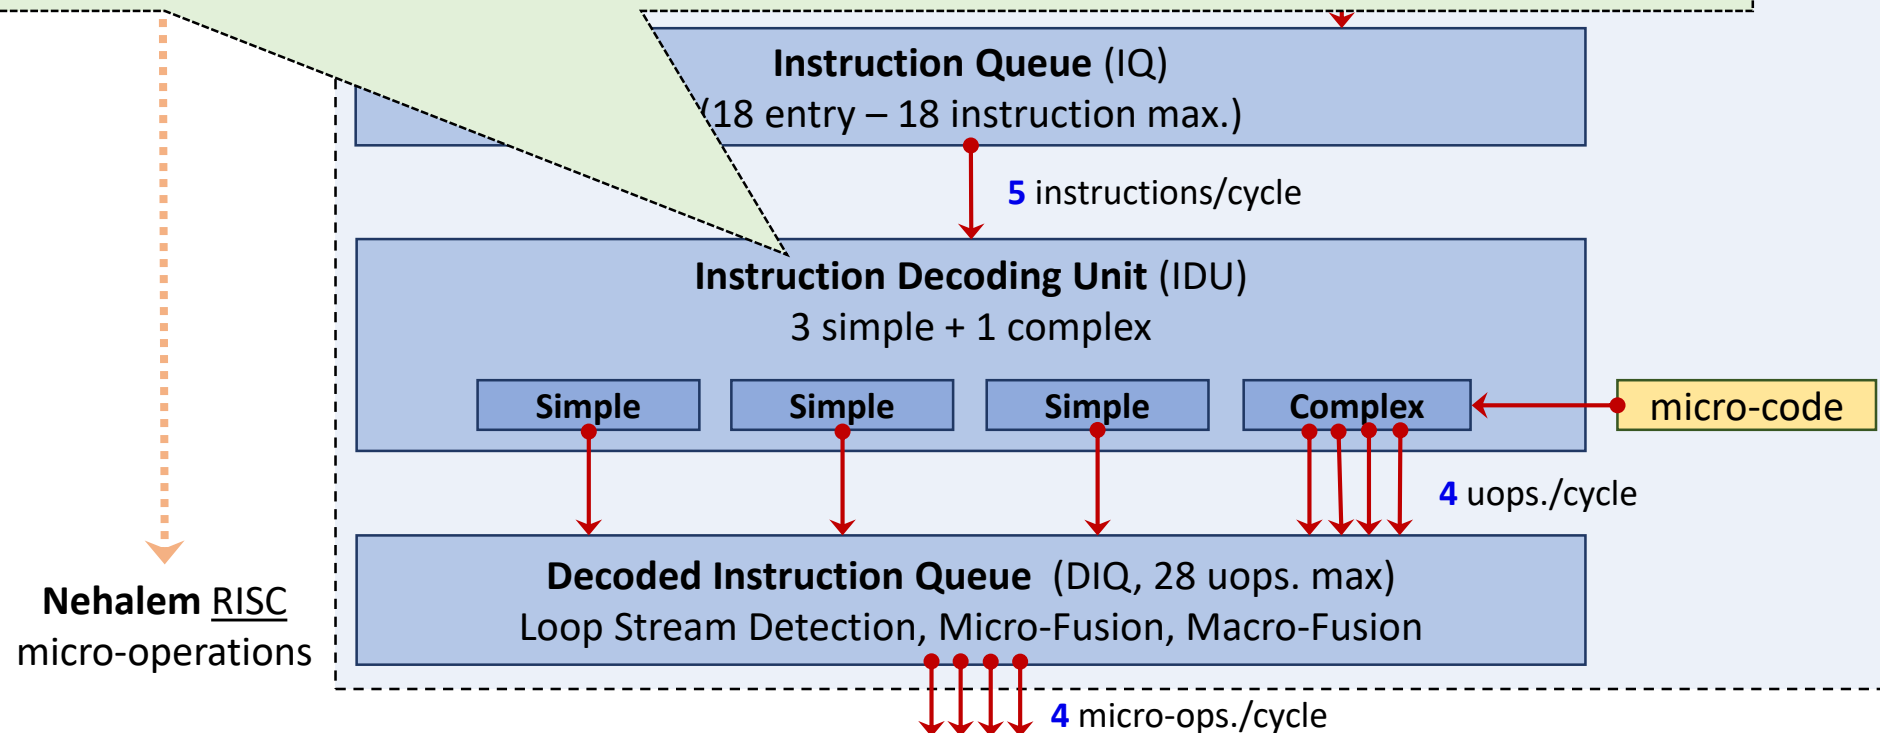 Instruction Queue (IQ)
(18 entry – 18 instruction max.)
5 instructions/cycle
Instruction Decoding Unit (IDU)
3 simple + 1 complex
Simple
Simple
Simple
Complex
micro-code
4 uops./cycle
Decoded Instruction Queue (DIQ, 28 uops. max)
Loop Stream Detection, Micro-Fusion, Macro-Fusion
Nehalem RISC
micro-operations
4 micro-ops./cycle